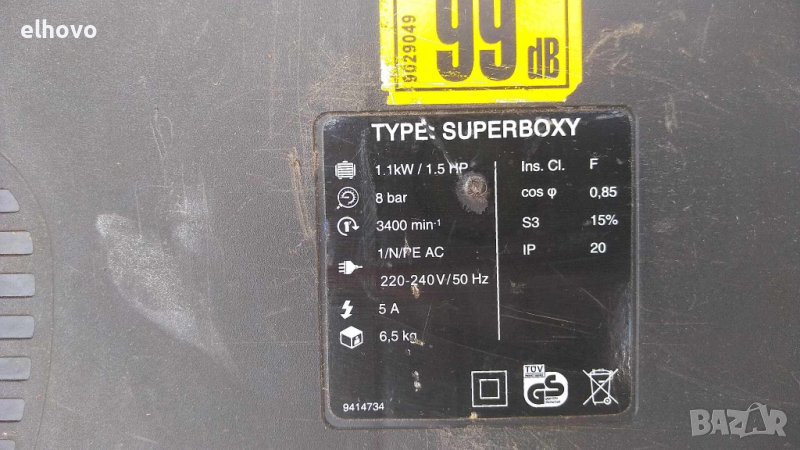 elhovo
9029049
99
dB
TYPE: SUPERBOXY
1.1kW / 1.5 HP
8 bar
3400 min-1
1/N/PE AC
220-240V/50 Hz
5 A
6,5 kg
Ins. Cl. F
cos φ 0,85
S3 15%
IP 20
TÜV
GS
9414734
BAZAR